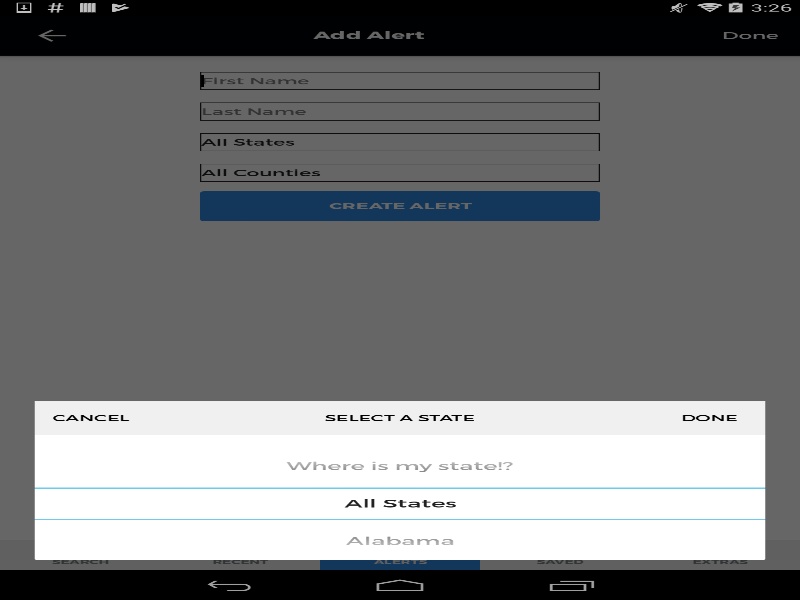 3:26
Add Alert
Done
First Name
Last Name
All States
All Counties
CREATE ALERT
CANCEL
SELECT A STATE
DONE
Where is my state!?
All States
Alabama
SEARCH
RECENT
ALERTS
SAVED
EXTRAS